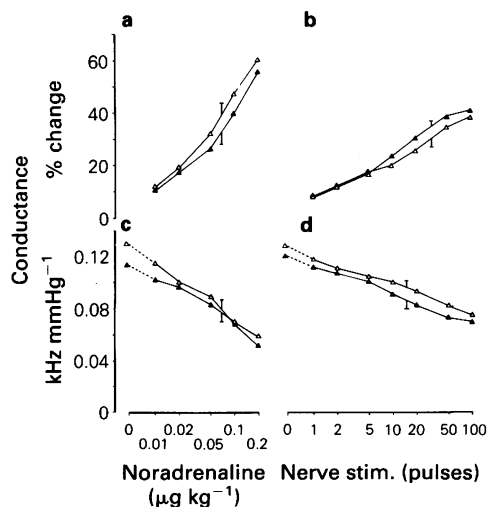 a
b
60
40
20
0
Conductance
% change
c
d
0.12
0.08
0.04
0
kHz mmHg⁻¹
0 0.01 0.02 0.05 0.1 0.2
0 1 2 5 10 20 50 100
Noradrenaline
(μg kg⁻¹)
Nerve stim. (pulses)